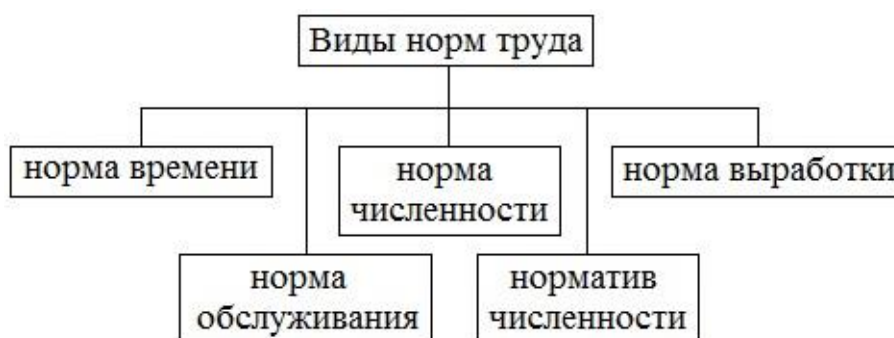 Виды норм труда
норма времени
норма
численности
норма выработки
норма
обслуживания
норматив
численности